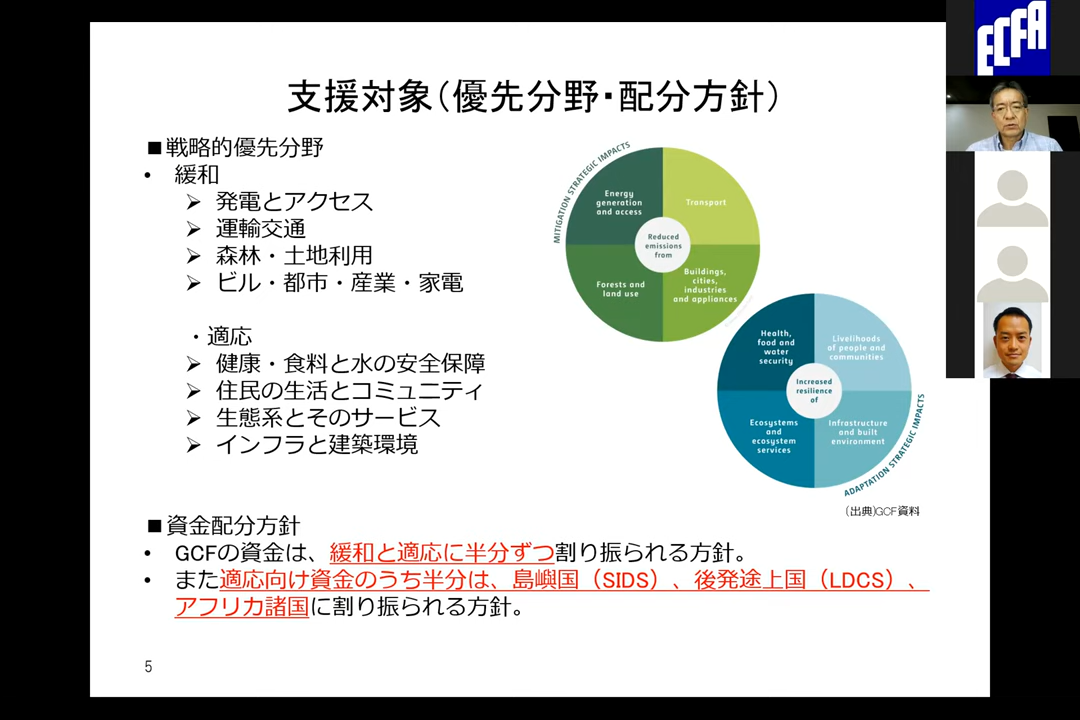 支援対象（優先分野・配分方針）
■戦略的優先分野
• 緩和
➢ 発電とアクセス
➢ 運輸交通
➢ 森林・土地利用
➢ ビル・都市・産業・家電
・適応
➢ 健康・食料と水の安全保障
➢ 住民の生活とコミュニティ
➢ 生態系とそのサービス
➢ インフラと建築環境
MITIGATION STRATEGIC IMPACTS
Energy
generation
and access
Transport
Reduced
emissions
from
Forests and
land use
Buildings,
cities,
industries
and appliances
Health,
food and
water
security
Livelihoods
of people and
communities
Increased
resilience
of
Ecosystems
and
ecosystem
services
Infrastructure
and built
environment
ADAPTATION STRATEGIC IMPACTS
（出典）GCF資料
■資金配分方針
• GCFの資金は、緩和と適応に半分ずつ割り振られる方針。
• また適応向け資金のうち半分は、島嶼国（SIDS）、後発途上国（LDCS）、
アフリカ諸国に割り振られる方針。
5
ECFA